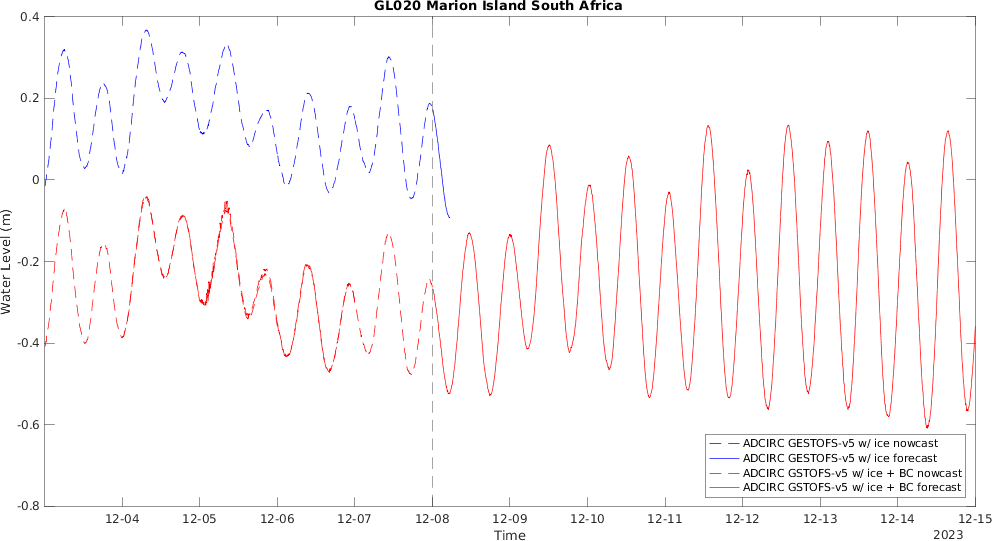 GL020 Marion Island South Africa
0.4
0.2
0
-0.2
-0.4
-0.6
-0.8
Water Level (m)
ADCIRC GESTOFS-v5 w/ ice nowcast
ADCIRC GESTOFS-v5 w/ ice forecast
ADCIRC GSTOFS-v5 w/ ice + BC nowcast
ADCIRC GSTOFS-v5 w/ ice + BC forecast
12-04 12-05 12-06 12-07 12-08 12-09 12-10 12-11 12-12 12-13 12-14 12-15
Time
2023